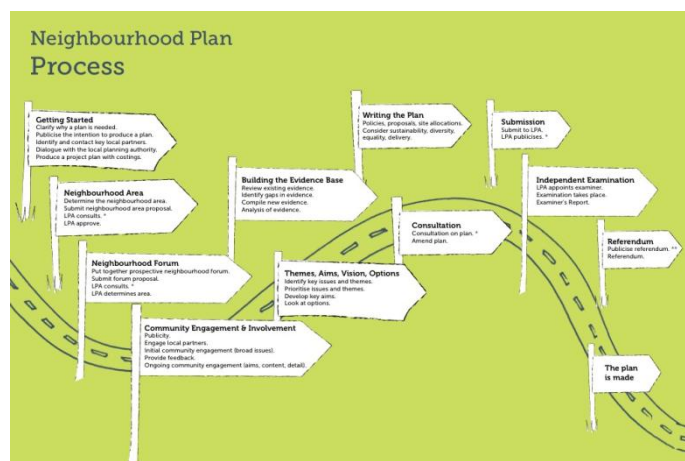 Neighbourhood Plan
Process
Getting Started
Clarify why a plan is needed.
Publicise the intention to produce a plan.
Identify and contact key local partners.
Dialogue with the local planning authority.
Produce a project plan with costings.
Neighbourhood Area
Determine the neighbourhood area.
Submit neighbourhood area proposal.
LPA consults. *
LPA approve.
Neighbourhood Forum
Put together prospective neighbourhood forum.
Submit forum proposal.
LPA consults. *
LPA determines area.
Community Engagement & Involvement
Publicity.
Engage local partners.
Initial community engagement (broad issues).
Provide feedback.
Ongoing community engagement (aims, content, detail).
Building the Evidence Base
Review existing evidence.
Identify gaps in evidence.
Compile new evidence.
Analysis of evidence.
Themes, Aims, Vision, Options
Identify key issues and themes.
Prioritise issues and themes.
Develop key aims.
Look at options.
Writing the Plan
Policies, proposals, site allocations.
Consider sustainability, diversity,
equality, delivery.
Consultation
Consultation on plan. *
Amend plan.
Submission
Submit to LPA.
LPA publicises. *
Independent Examination
LPA appoints examiner.
Examination takes place.
Examiner's Report.
Referendum
Publicise referendum. **
Referendum.
The plan
is made